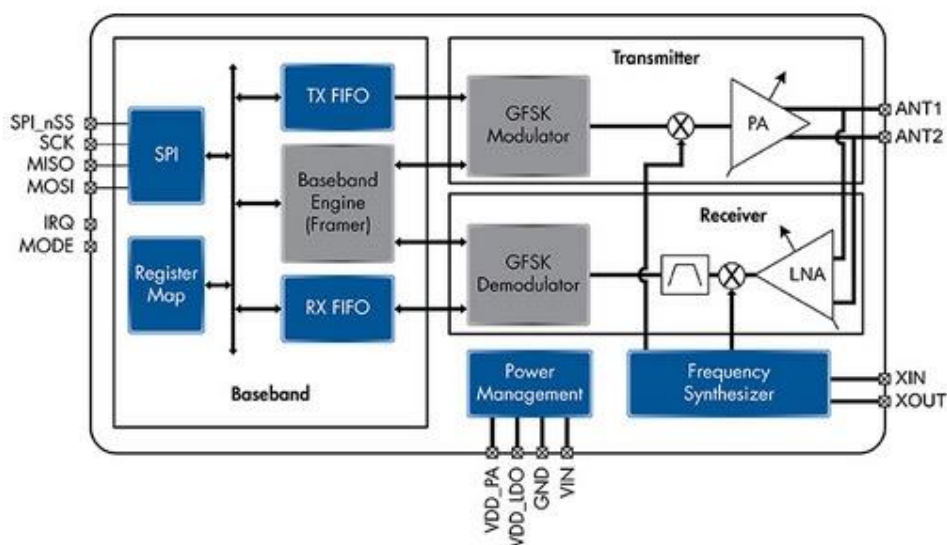 Transmitter
TX FIFO
GFSK
Modulator
PA
ANT1
ANT2
SPI_nSS
SCK
MISO
MOSI
SPI
Baseband
Engine
(Framer)
IRQ
MODE
Receiver
Register
Map
GFSK
Demodulator
LNA
RX FIFO
Baseband
Power
Management
Frequency
Synthesizer
XIN
XOUT
VDD_PA
VDD_LDO
GND
VIN